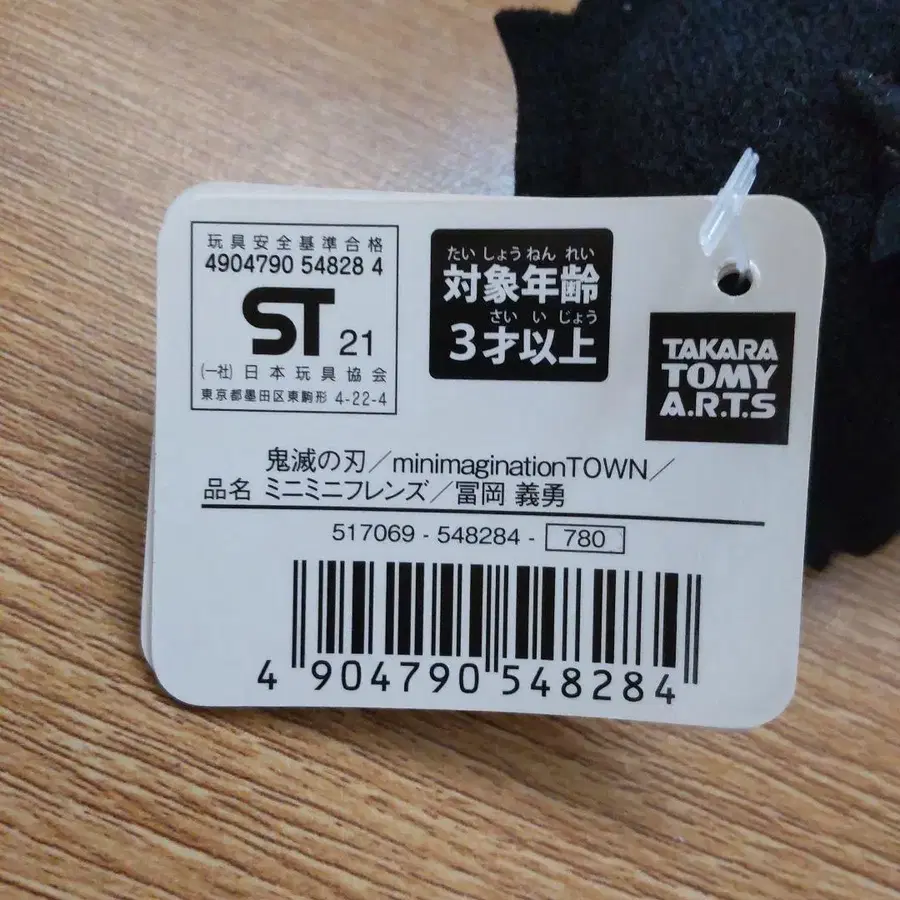 玩具安全基準合格
4904790 54828 4
ST 21
(一社) 日本玩具協会
東京都墨田区東駒形 4-22-4
たい しょう ねん れい
対象年齢
さい い じょう
3才以上
TAKARA
TOMY
A.R.T.S
鬼滅の刃／minimaginationTOWN／
品名 ミニミニフレンズ／冨岡 義勇
517069 - 548284 - 780
4 904790 548284